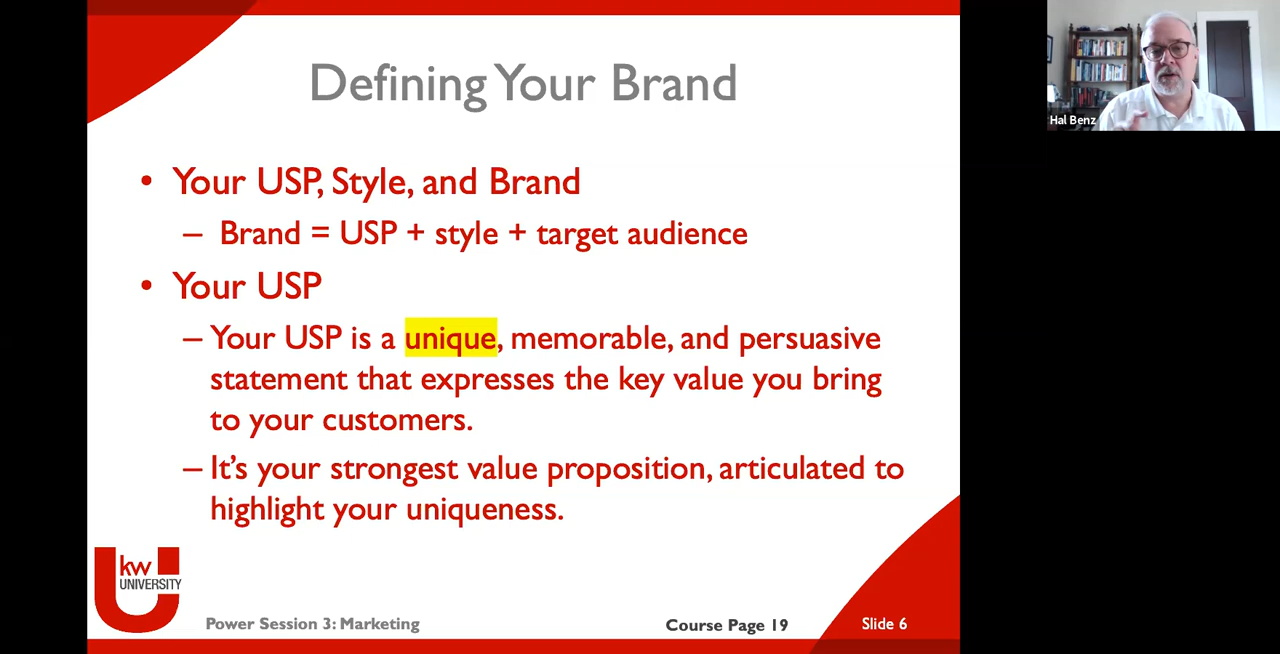 Defining Your Brand
Hal Benz
• Your USP, Style, and Brand
– Brand = USP + style + target audience
• Your USP
– Your USP is a unique, memorable, and persuasive
statement that expresses the key value you bring
to your customers.
– It’s your strongest value proposition, articulated to
highlight your uniqueness.
kw
UNIVERSITY
Power Session 3: Marketing
Course Page 19
Slide 6